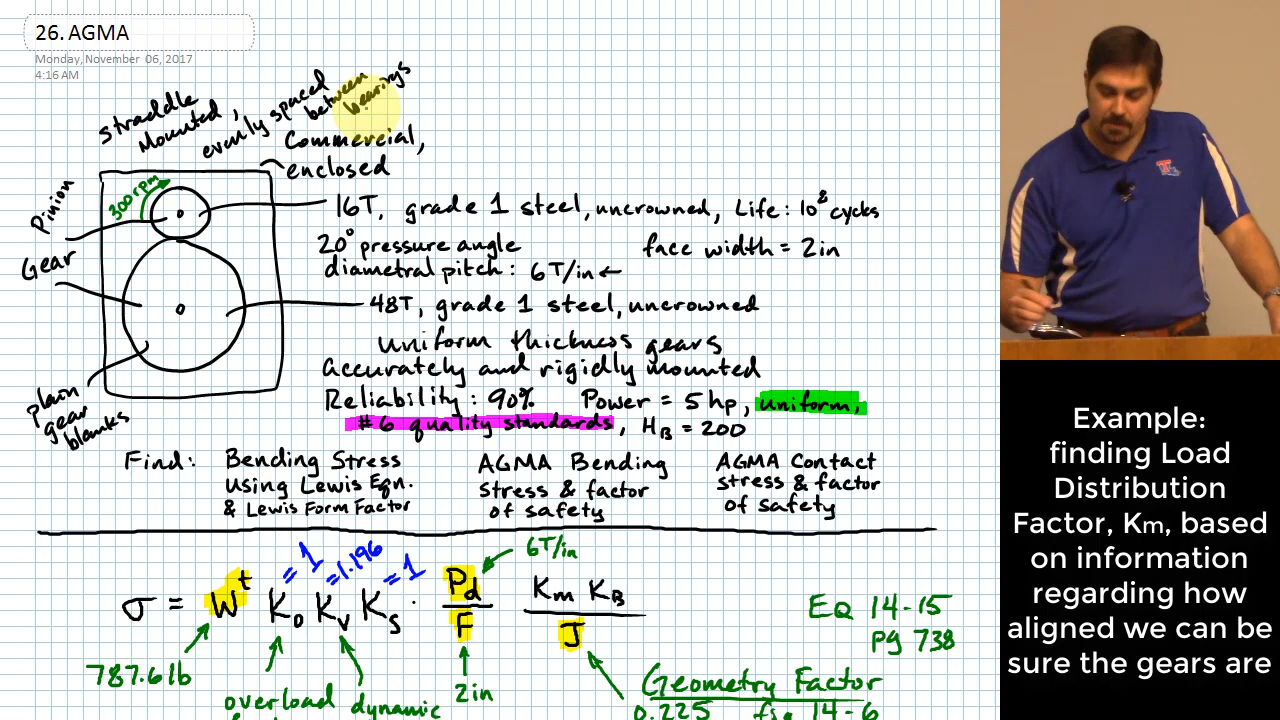 26. AGMA
Monday, November 06, 2017
4:16 AM
straddle
Mounted,
evenly spaced
between
bearings
Commercial,
enclosed
Pinion
300rpm
16T, grade 1 steel, uncrowned, Life: 10⁸ cycles
20° pressure angle face width = 2in
Gear
diametral pitch: 6T/in ←
48T, grade 1 steel, uncrowned
Uniform thickness gears
accurately and rigidly mounted
plain
gear
blanks
Reliability: 90% Power = 5 hp, uniform,
#6 quality standards, H_B = 200
Find: Bending Stress
Using Lewis Eqn.
& Lewis Form Factor
AGMA Bending
stress & factor
of safety
AGMA Contact
stress & factor
of safety
=1 =1.196 =1 6T/in
σ = Wᵗ K_o K_v K_s · P_d / F K_m K_B / J
EQ 14-15
pg 738
787.6 lb
overload dynamic
2in
Geometry Factor
0.225 fig 14-6
Example:
finding Load
Distribution
Factor, Km, based
on information
regarding how
aligned we can be
sure the gears are